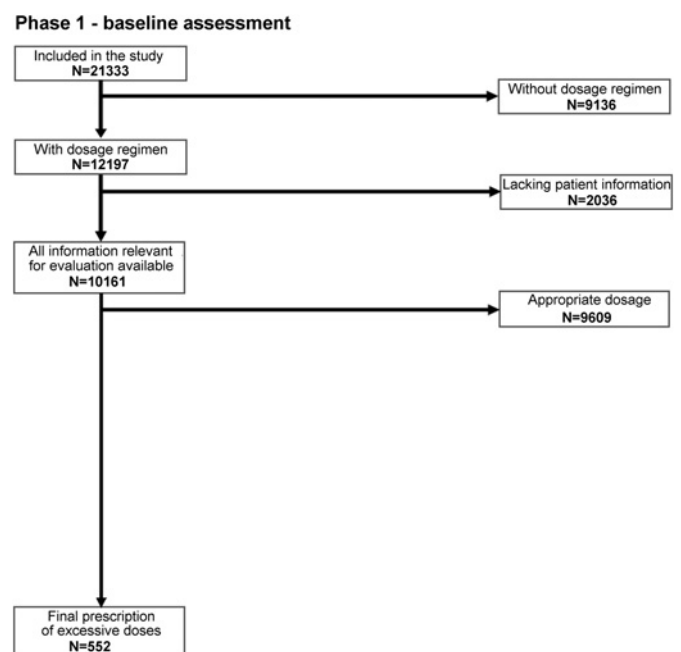 Phase 1 - baseline assessment
Included in the study
N=21333
Without dosage regimen
N=9136
With dosage regimen
N=12197
Lacking patient information
N=2036
All information relevant
for evaluation available
N=10161
Appropriate dosage
N=9609
Final prescription
of excessive doses
N=552